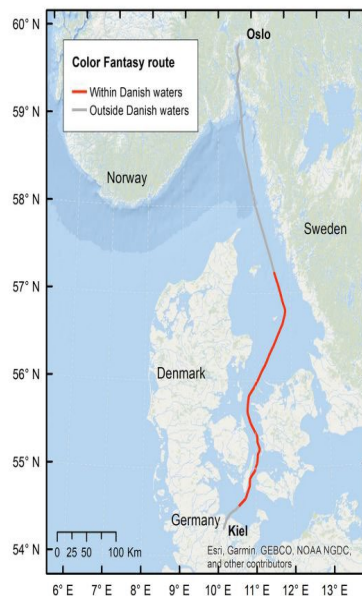 60° N
59° N
58° N
57° N
56° N
55° N
54° N
Oslo
Color Fantasy route
Within Danish waters
Outside Danish waters
Norway
Sweden
Denmark
Germany
Kiel
0 25 50 100 Km
Esri, Garmin. GEBCO, NOAA NGDC,
and other contributors
6° E 7° E 8° E 9° E 10° E 11° E 12° E 13° E